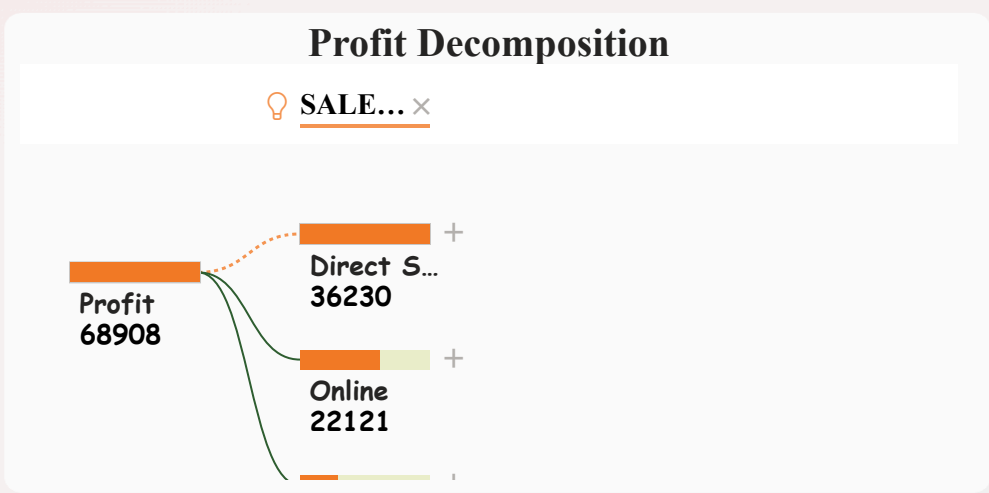 Profit Decomposition
SALE...
Direct S...
36230
Profit
68908
Online
22121